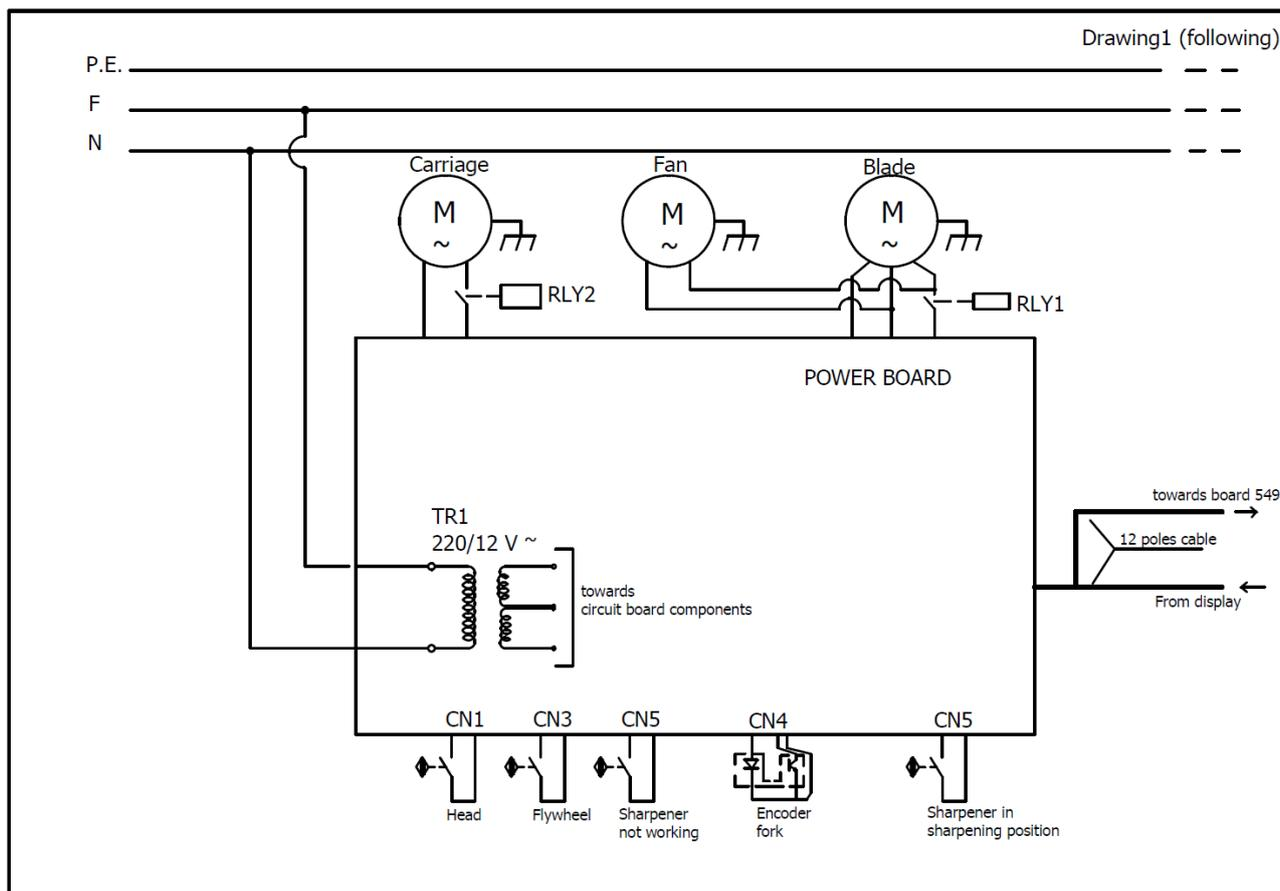 Drawing1 (following)
P.E.
F
N
Carriage
Fan
Blade
M
~
M
~
M
~
RLY2
RLY1
POWER BOARD
TR1
220/12 V ~
towards
circuit board components
towards board 549
12 poles cable
From display
CN1
CN3
CN5
CN4
CN5
Head
Flywheel
Sharpener
not working
Encoder
fork
Sharpener in
sharpening position